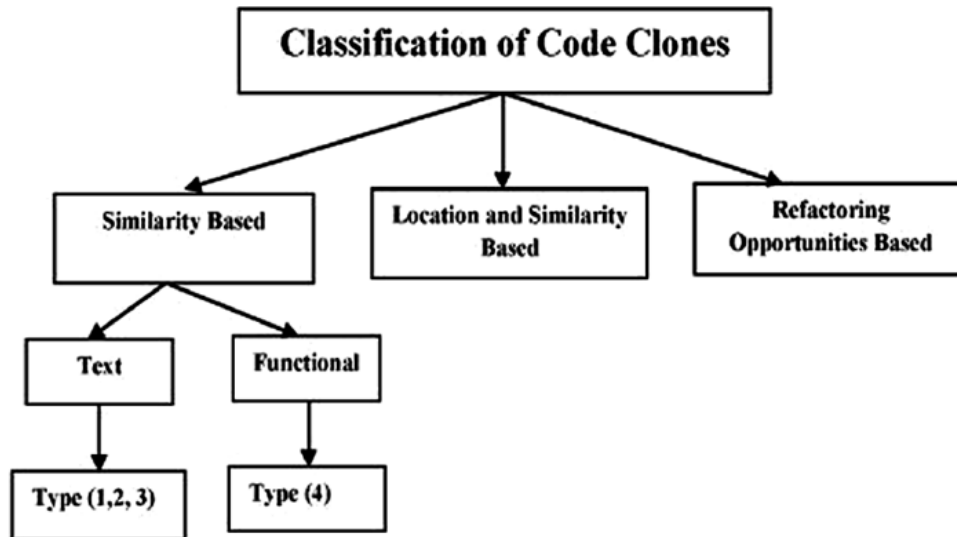 Classification of Code Clones
Similarity Based
Location and Similarity
Based
Refactoring
Opportunities Based
Text
Functional
Type (1,2, 3)
Type (4)